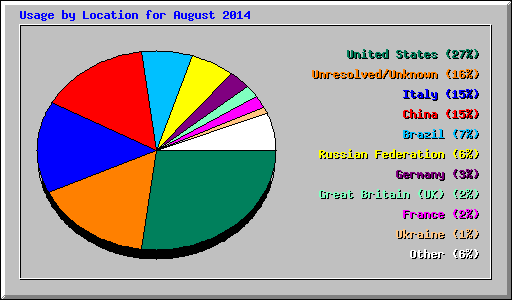 Usage by Location for August 2014
United States (27%)
Unresolved/Unknown (16%)
Italy (15%)
China (15%)
Brazil (7%)
Russian Federation (6%)
Germany (3%)
Great Britain (UK) (2%)
France (2%)
Ukraine (1%)
Other (6%)